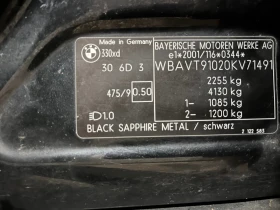 Made in Germany
BAYERISCHE MOTOREN WERKE AG
330xd
e1*2001/116*0344*
WBAVT91020KV71491
30 6D 3
2255 kg
4130 kg
475/9 0.50
1- 1085 kg
1.0
2- 1200 kg
BLACK SAPPHIRE METAL / schwarz